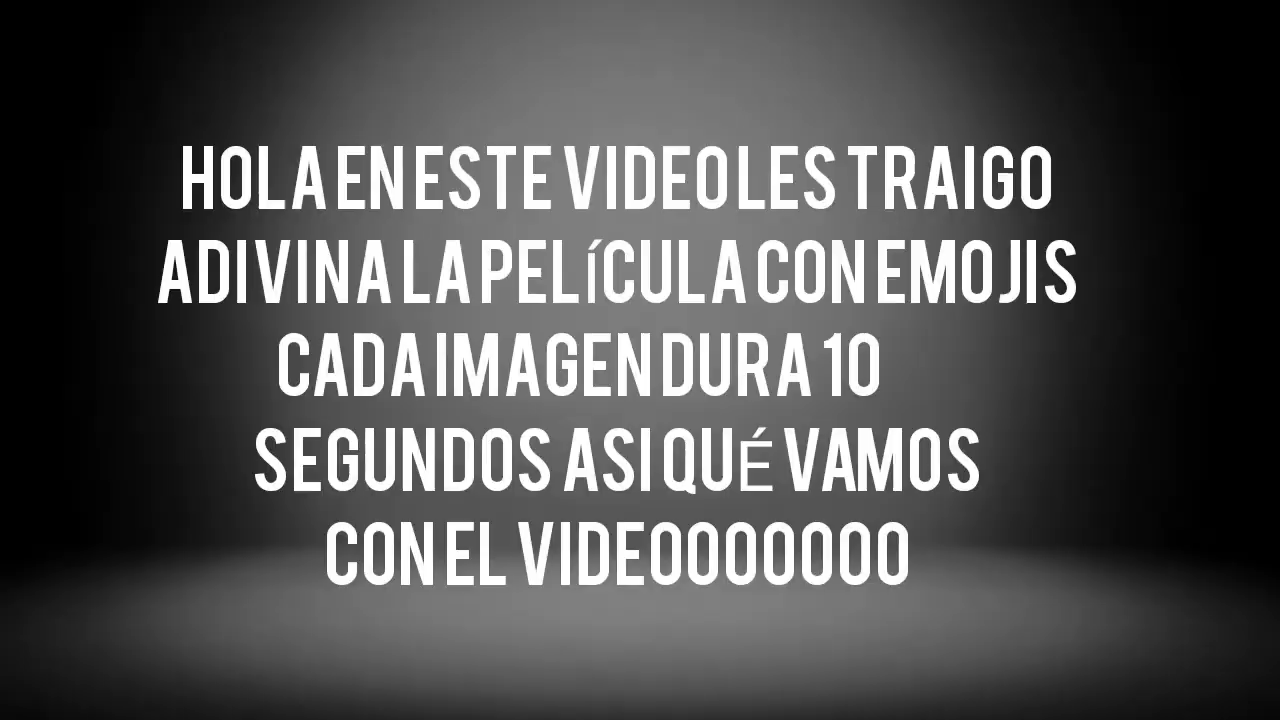 HOLA EN ESTE VIDEO LES TRAIGO
ADIVINA LA PELÍCULA CON EMOJIS
CADA IMAGEN DURA 10
SEGUNDOS ASI QUÉ VAMOS
CON EL VIDEOOOOOOO